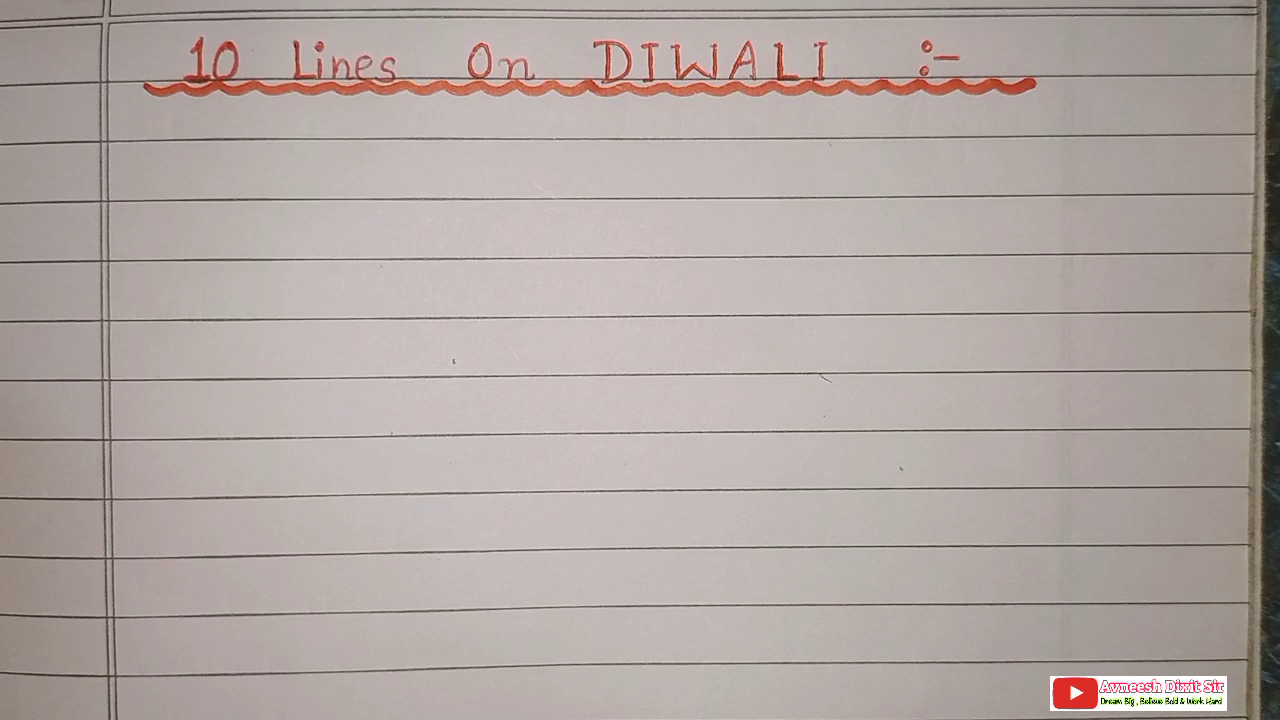 10 Lines On DIWALI :-
Avneesh Dixit Sir
Dream Big, Believe Bold & Work Hard